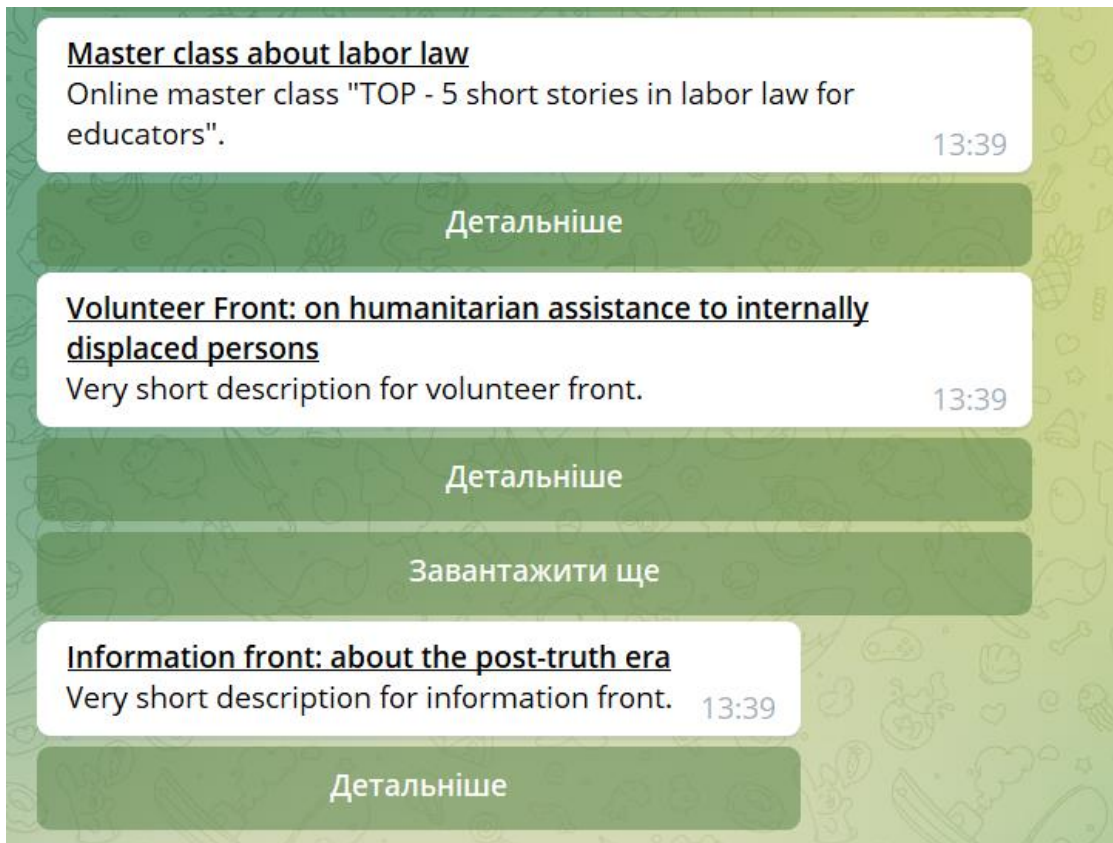 Master class about labor law
Online master class "TOP - 5 short stories in labor law for
educators".
13:39
Детальніше
Volunteer Front: on humanitarian assistance to internally
displaced persons
Very short description for volunteer front.
13:39
Детальніше
Завантажити ще
Information front: about the post-truth era
Very short description for information front.
13:39
Детальніше